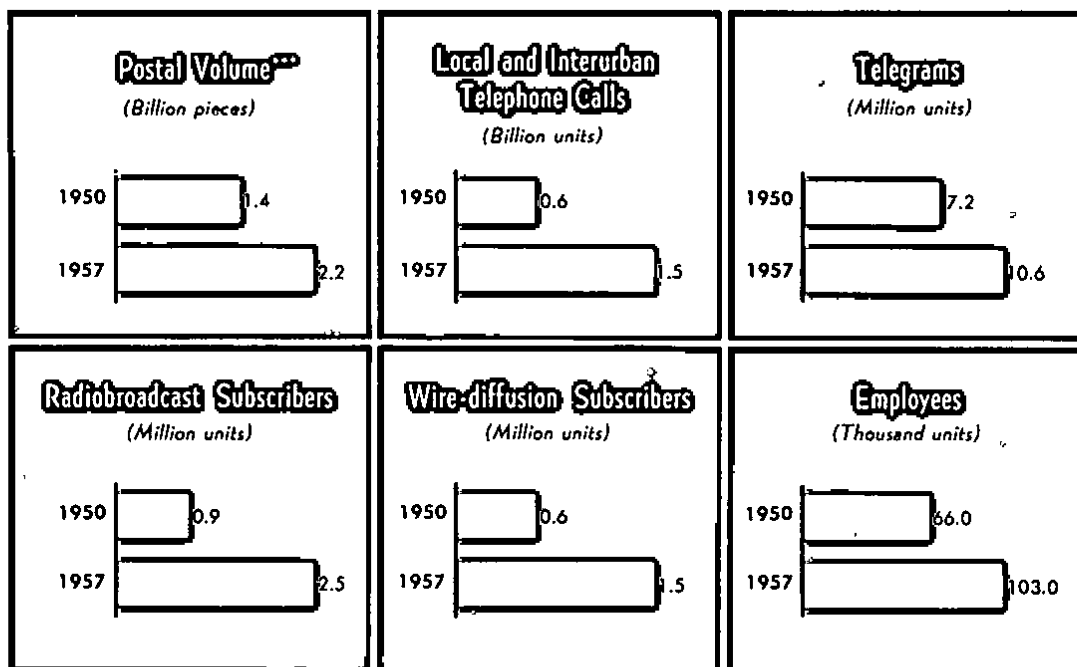 Postal Volume***
(Billion pieces)
1950
1.4
1957
2.2
Local and Interurban
Telephone Calls
(Billion units)
1950
0.6
1957
1.5
Telegrams
(Million units)
1950
7.2
1957
10.6
Radiobroadcast Subscribers
(Million units)
1950
0.9
1957
2.5
Wire-diffusion Subscribers
(Million units)
1950
0.6
1957
1.5
Employees
(Thousand units)
1950
66.0
1957
103.0